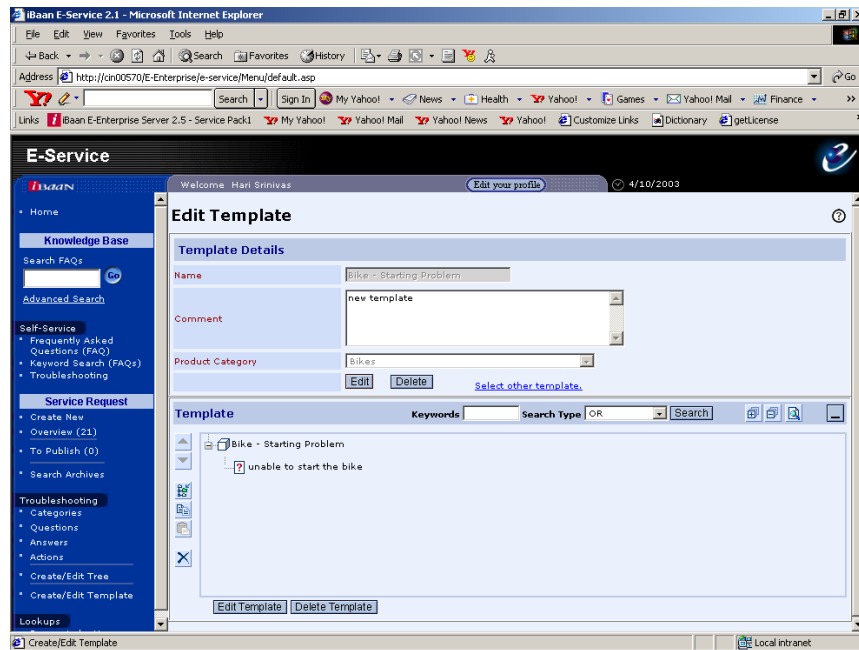 iBaan E-Service 2.1 - Microsoft Internet Explorer
File Edit View Favorites Tools Help
Back Search Favorites History
Address http://cin00570/E-Enterprise/e-service/Menu/default.asp Go
Y! Search Sign In My Yahoo! News Health Yahoo! Games Yahoo! Mail Finance »
Links iBaan E-Enterprise Server 2.5 - Service Pack1 My Yahoo! Yahoo! Mail Yahoo! News Yahoo! Customize Links Dictionary getLicense
E-Service
iBaan Welcome Hari Srinivas Edit your profile 4/10/2003
Home
Knowledge Base
Search FAQs
Go
Advanced Search
Self-Service
Frequently Asked
Questions (FAQ)
Keyword Search (FAQs)
Troubleshooting
Service Request
Create New
Overview (21)
To Publish (0)
Search Archives
Troubleshooting
Categories
Questions
Answers
Actions
Create/Edit Tree
Create/Edit Template
Lookups
Edit Template
Template Details
Name Bike - Starting Problem
Comment new template
Product Category Bikes
Edit Delete Select other template.
Template Keywords Search Type OR Search
Bike - Starting Problem
? unable to start the bike
Edit Template Delete Template
Create/Edit Template Local intranet